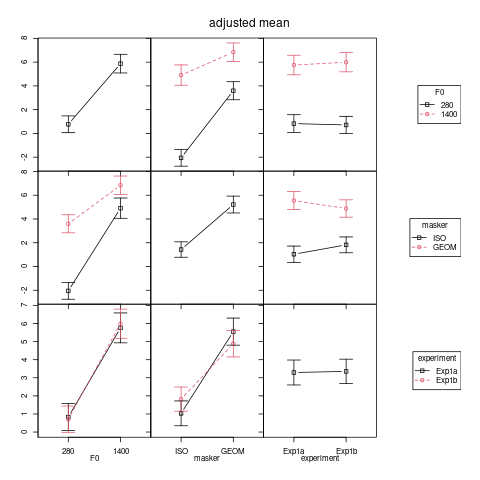 adjusted mean
8
6
4
2
0
-2
F0
280
1400
8
6
4
2
0
-2
masker
ISO
GEOM
7
6
5
4
3
2
1
0
experiment
Exp1a
Exp1b
280 1400 ISO GEOM Exp1a Exp1b
F0 masker experiment